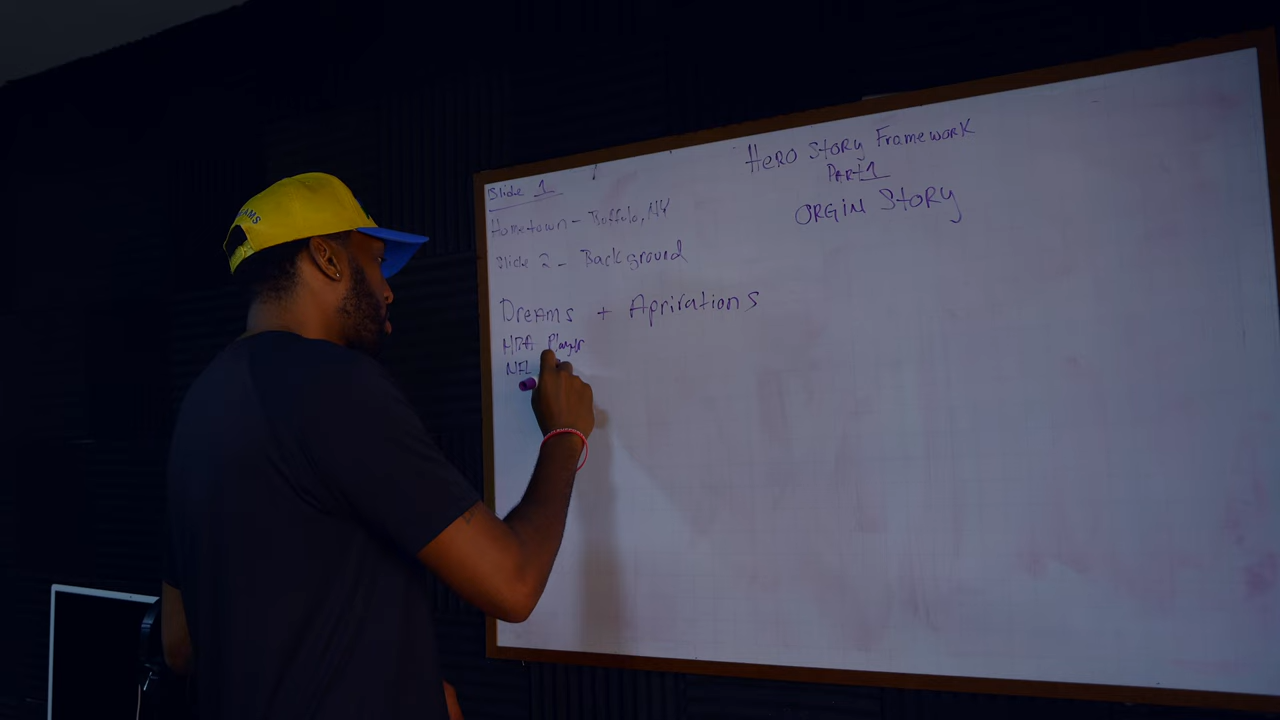 Slide 1
Hometown - Buffalo, NY
Slide 2 - Background
Dreams + Aprirations
NBA Player
NFL
Hero Story Framework
Part 1
Orgin Story